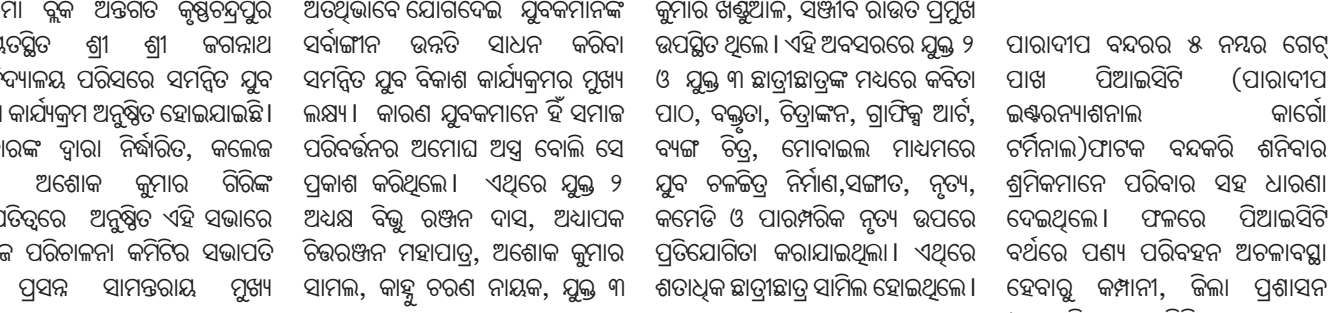 ମା ବ୍ଲକ ଅନ୍ତର୍ଗତ କୃଷ୍ଣଚନ୍ଦ୍ରପୁର
ଶ୍ରୀ ଶ୍ରୀ ଜଗନ୍ନାଥ
ପରିସରେ ସମନ୍ୱିତ ଯୁବ
କାର୍ଯ୍ୟକ୍ରମ ଅନୁଷ୍ଠିତ ହୋଇଯାଇଛି।
ଦ୍ୱାରା ନିର୍ଦ୍ଧାରିତ, କଲେଜ
ଅଶୋକ କୁମାର ଗିରିଙ୍କ
ଅନୁଷ୍ଠିତ ଏହି ସଭାରେ
ପରିଚାଳନା କମିଟିର ସଭାପତି
ପ୍ରସନ୍ନ ସାମନ୍ତରାୟ ମୁଖ୍ୟ
ଅତିଥିଭାବେ ଯୋଗଦେଇ ଯୁବକମାନଙ୍କ
ସର୍ବାଙ୍ଗୀନ ଉନ୍ନତି ସାଧନ କରିବା
ସମନ୍ୱିତ ଯୁବ ବିକାଶ କାର୍ଯ୍ୟକ୍ରମର ମୁଖ୍ୟ
ଲକ୍ଷ୍ୟ। କାରଣ ଯୁବକମାନେ ହିଁ ସମାଜ
ପରିବର୍ତ୍ତନର ଅମୋଘ ଅସ୍ତ୍ର ବୋଲି ସେ
ପ୍ରକାଶ କରିଥିଲେ। ଏଥିରେ ଯୁକ୍ତ ୨
ଅଧ୍ୟକ୍ଷ ବିଭୁ ରଞ୍ଜନ ଦାସ, ଅଧ୍ୟାପକ
ଚିତ୍ତରଞ୍ଜନ ମହାପାତ୍ର, ଅଶୋକ କୁମାର
ସାମଲ, କାହ୍ନୁ ଚରଣ ନାୟକ, ଯୁକ୍ତ ୩
କୁମାର ଖଣ୍ଡୁଆଳ, ସଞ୍ଜୀବ ରାଉତ ପ୍ରମୁଖ
ଉପସ୍ଥିତ ଥିଲେ। ଏହି ଅବସରରେ ଯୁକ୍ତ ୨
ଓ ଯୁକ୍ତ ୩ ଛାତ୍ରୀଛାତ୍ରଙ୍କ ମଧ୍ୟରେ କବିତା
ପାଠ, ବକ୍ତୃତା, ଚିତ୍ରାଙ୍କନ, ଗ୍ରାଫିକ୍ସ ଆର୍ଟ,
ବ୍ୟଙ୍ଗ ଚିତ୍ର, ମୋବାଇଲ ମାଧ୍ୟମରେ
ଯୁବ ଚଳଚ୍ଚିତ୍ର ନିର୍ମାଣ,ସଙ୍ଗୀତ, ନୃତ୍ୟ,
କମେଡି ଓ ପାରମ୍ପରିକ ନୃତ୍ୟ ଉପରେ
ପ୍ରତିଯୋଗିତା କରାଯାଇଥିଲା। ଏଥିରେ
ଶତାଧିକ ଛାତ୍ରୀଛାତ୍ର ସାମିଲ ହୋଇଥିଲେ।
ପାରାଦୀପ ବନ୍ଦରର ୫ ନମ୍ୱର ଗେଟ୍
ପାଖ ପିଆଇସିଟି (ପାରାଦୀପ
ଇଣ୍ଟରନ୍ୟାଶନାଲ କାର୍ଗୋ
ଟର୍ମିନାଲ)ଫାଟକ ବନ୍ଦକରି ଶନିବାର
ଶ୍ରମିକମାନେ ପରିବାର ସହ ଧାରଣା
ଦେଇଥିଲେ। ଫଳରେ ପିଆଇସିଟି
ବର୍ଥରେ ପଣ୍ୟ ପରିବହନ ଅଚଳାବସ୍ଥା
ହେବାରୁ କମ୍ପାନୀ, ଜିଲା ପ୍ରଶାସନ